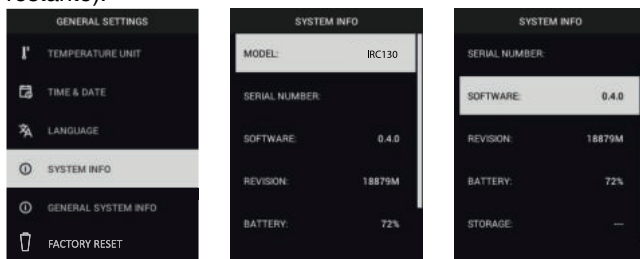 restante).
GENERAL SETTINGS
TEMPERATURE UNIT
TIME & DATE
LANGUAGE
SYSTEM INFO
GENERAL SYSTEM INFO
FACTORY RESET
SYSTEM INFO
MODEL: IRC130
SERIAL NUMBER:
SOFTWARE: 0.4.0
REVISION: 18879M
BATTERY: 72%
SYSTEM INFO
SERIAL NUMBER:
SOFTWARE: 0.4.0
REVISION: 18879M
BATTERY: 72%
STORAGE: ---